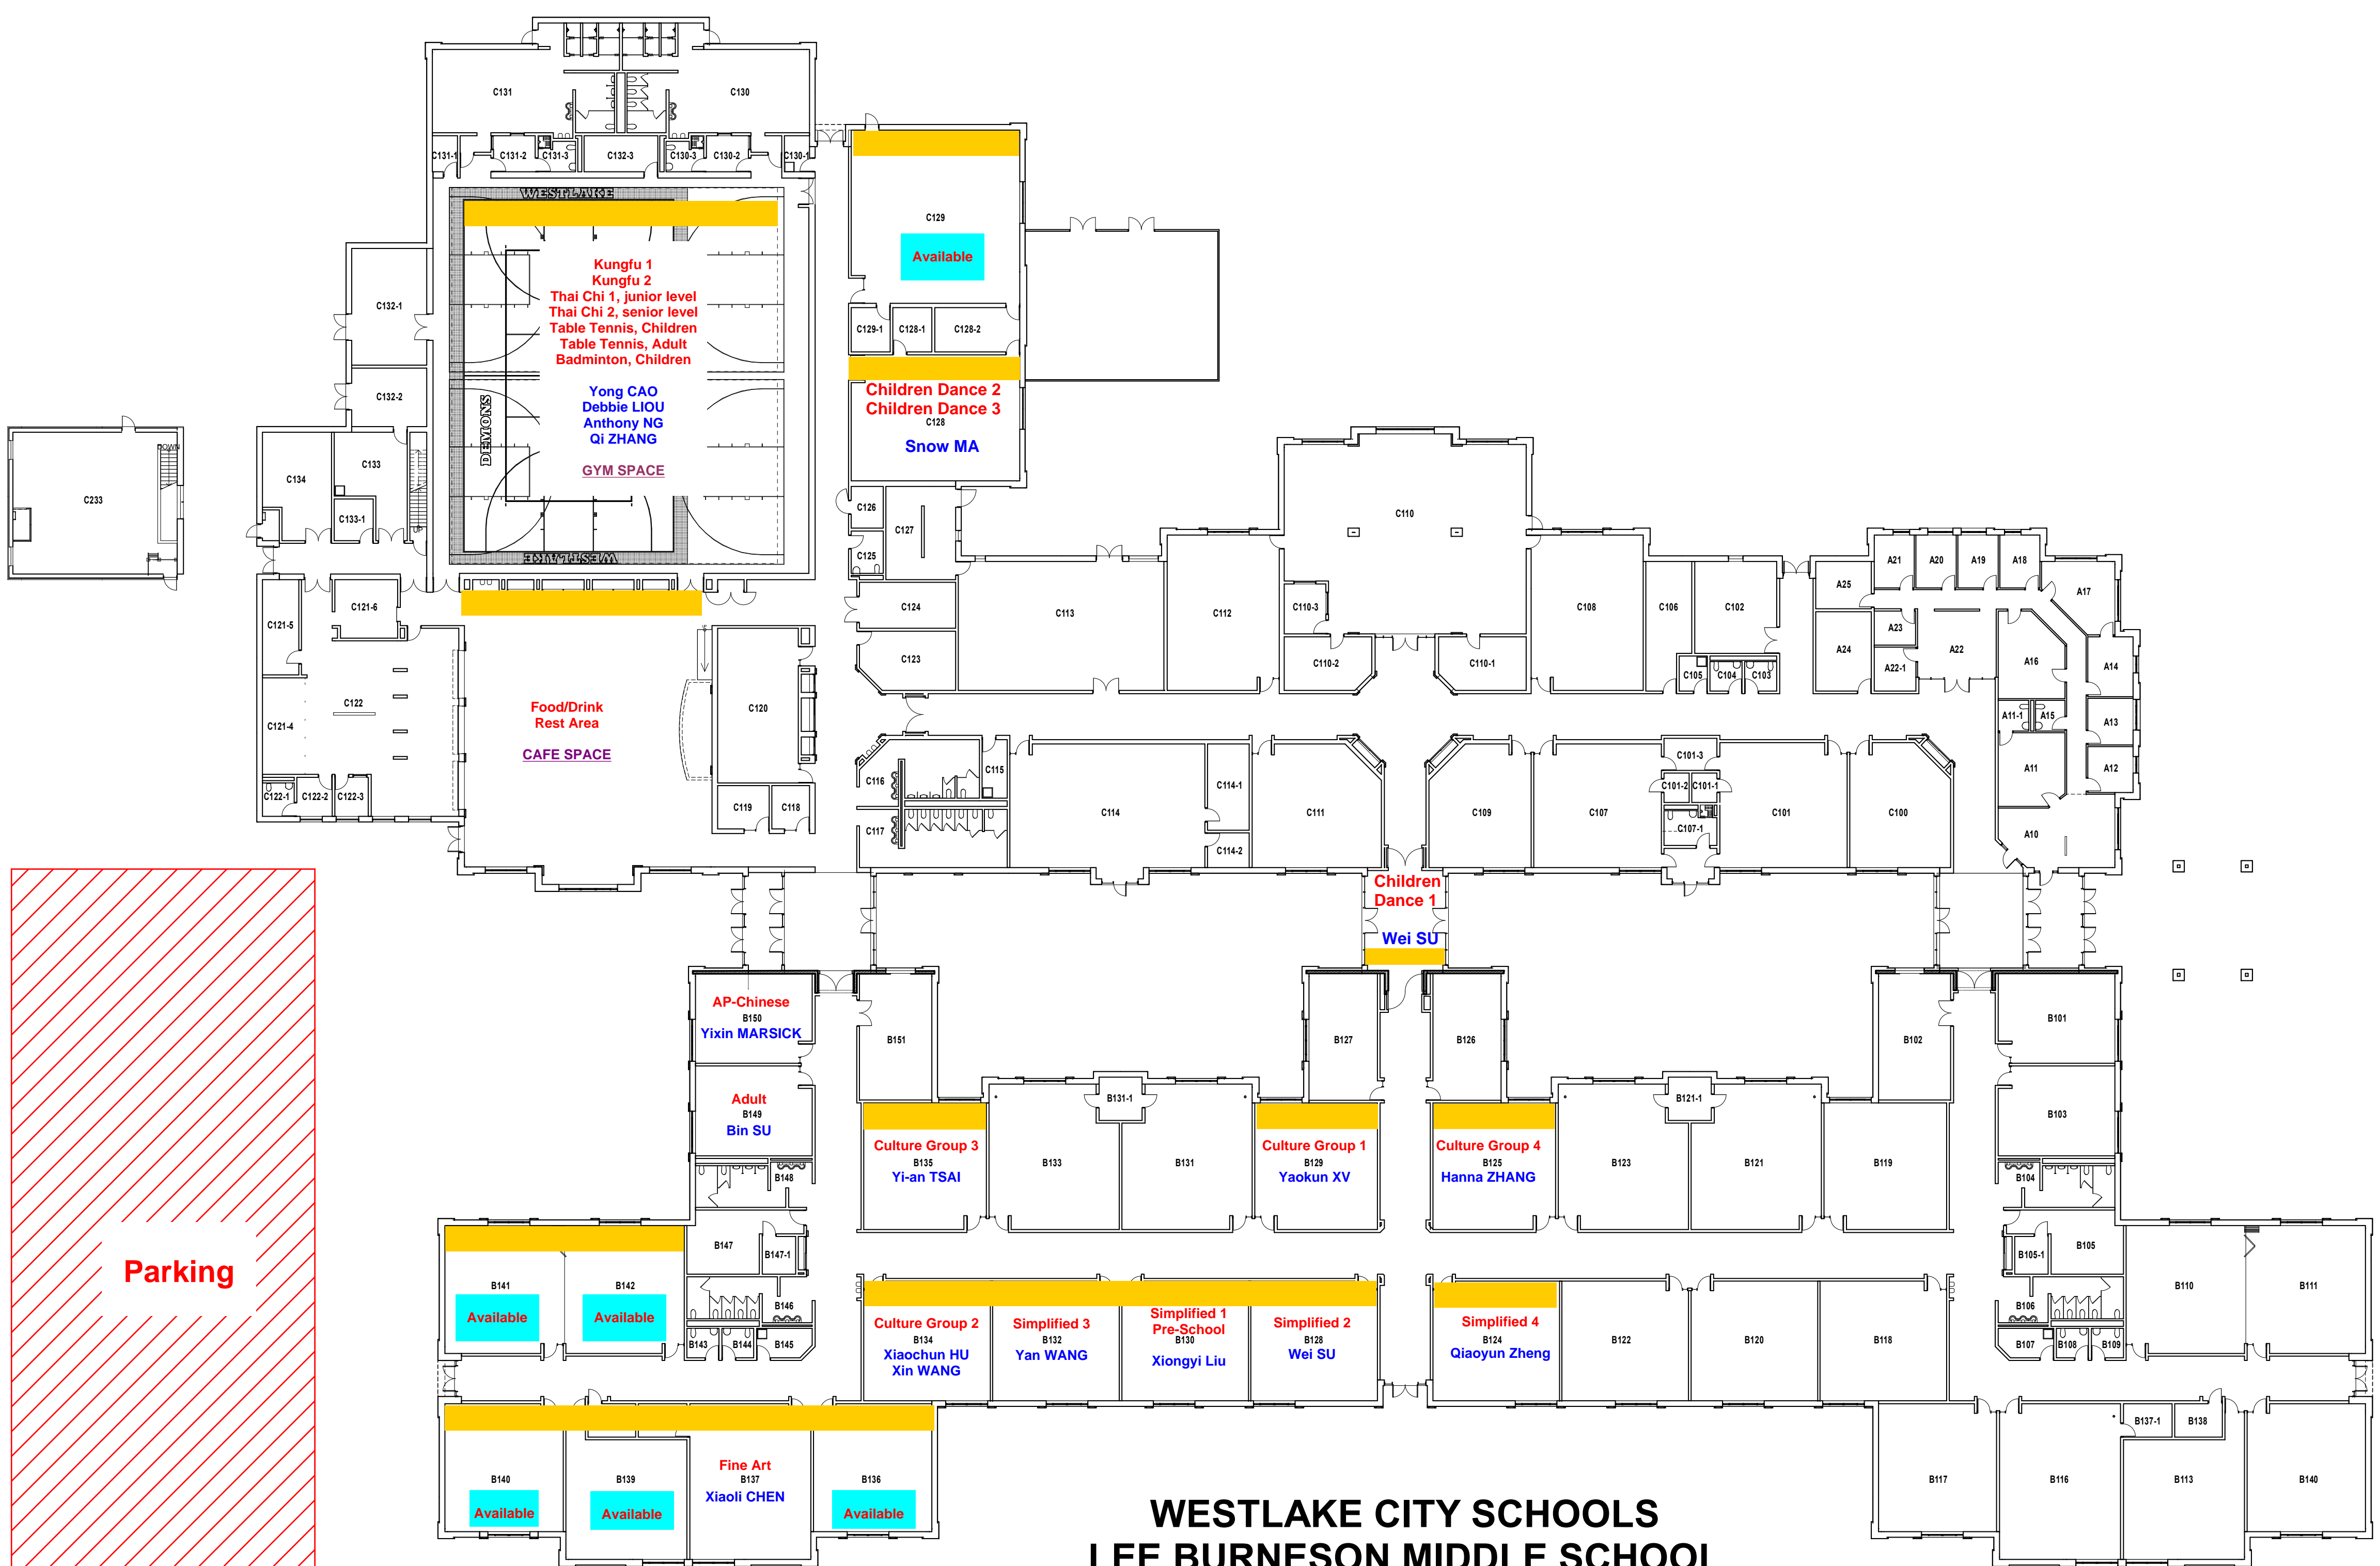 C131
C130
C131-1
C131-2
C131-3
C132-3
C130-3
C130-2
C130-1
WESTLAKE
C129
Available
Kungfu 1
Kungfu 2
Thai Chi 1, junior level
Thai Chi 2, senior level
Table Tennis, Children
Table Tennis, Adult
Badminton, Children
Yong CAO
Debbie LIOU
Anthony NG
Qi ZHANG
GYM SPACE
DEMONS
WESTLAKE
C132-1
C132-2
C129-1
C128-1
C128-2
Children Dance 2
Children Dance 3
C128
Snow MA
DOWN
C233
C134
C133
C133-1
C126
C127
C125
C124
C123
C113
C112
C110
C110-3
C110-2
C110-1
C108
C106
C102
C105
C104
C103
A25
A21
A20
A19
A18
A17
A23
A24
A22-1
A22
A16
A14
A11-1
A15
A13
A11
A12
A10
C121-6
C121-5
C122
C121-4
C122-1
C122-2
C122-3
Food/Drink
Rest Area
CAFE SPACE
C120
C119
C118
C116
C115
C117
C114
C114-1
C114-2
C111
C109
C107
C101-3
C101-2
C101-1
C107-1
C101
C100
Children
Dance 1
Wei SU
Parking
AP-Chinese
B150
Yixin MARSICK
B151
B127
B126
B102
B101
Adult
B149
Bin SU
B131-1
B121-1
B103
Culture Group 3
B135
Yi-an TSAI
B133
B131
Culture Group 1
B129
Yaokun XV
Culture Group 4
B125
Hanna ZHANG
B123
B121
B119
B148
B104
B147
B147-1
B105-1
B105
B141
Available
B142
Available
B146
B143
B144
B145
Culture Group 2
B134
Xiaochun HU
Xin WANG
Simplified 3
B132
Yan WANG
Simplified 1
Pre-School
B130
Xiongyi Liu
Simplified 2
B128
Wei SU
Simplified 4
B124
Qiaoyun Zheng
B122
B120
B118
B106
B107
B108
B109
B110
B111
B140
Available
B139
Available
Fine Art
B137
Xiaoli CHEN
B136
Available
B117
B116
B137-1
B138
B113
B140
WESTLAKE CITY SCHOOLS
LEE BURNESON MIDDLE SCHOOL